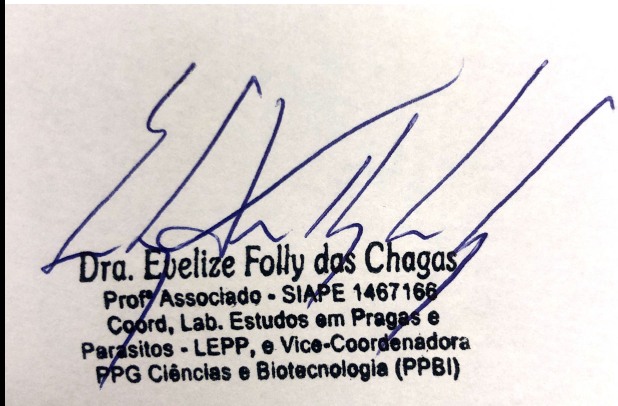 Dra. Evelize Folly das Chagas
Profª Associado - SIAPE 1467166
Coord, Lab. Estudos em Pragas e
Parasitos - LEPP, e Vice-Coordenadora
PPG Ciências e Biotecnologia (PPBI)